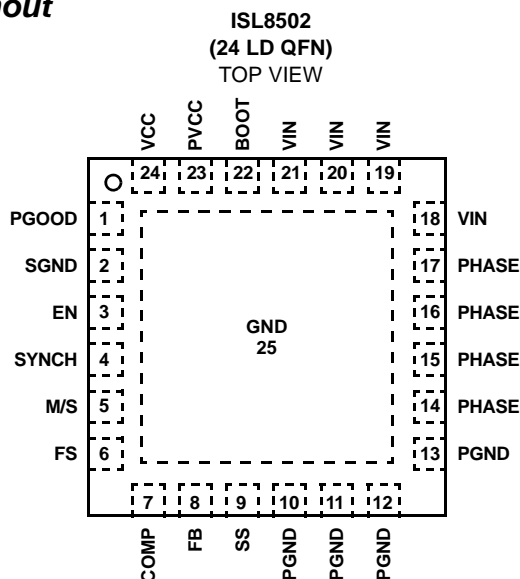 ISL8502
(24 LD QFN)
TOP VIEW
VCC
PVCC
BOOT
VIN
VIN
VIN
24
23
22
21
20
19
PGOOD 1
SGND 2
EN 3
SYNCH 4
M/S 5
FS 6
GND
25
18 VIN
17 PHASE
16 PHASE
15 PHASE
14 PHASE
13 PGND
7
8
9
10
11
12
COMP
FB
SS
PGND
PGND
PGND